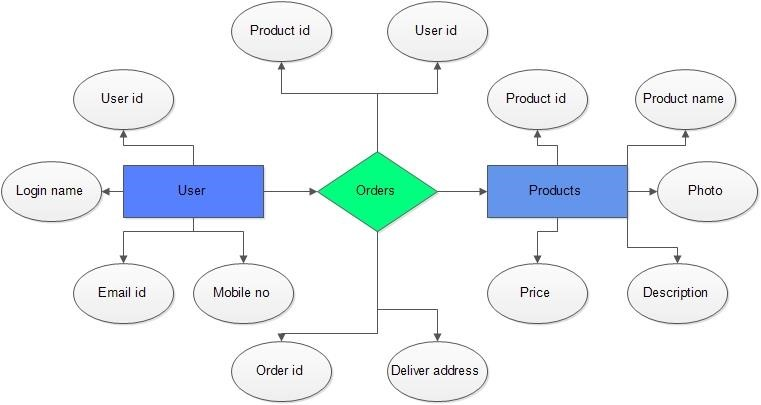 Product id
User id
User id
Product id
Product name
Login name
User
Orders
Products
Photo
Email id
Mobile no
Price
Description
Order id
Deliver address